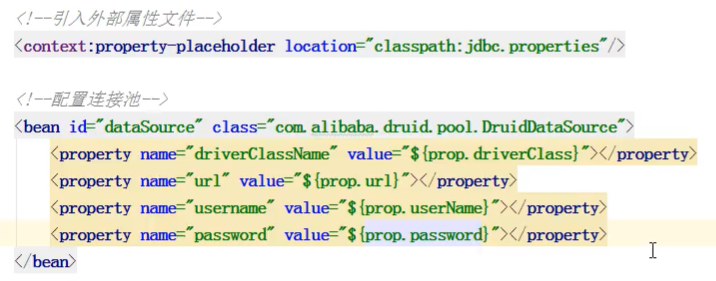 <!--引入外部属性文件-->
<context:property-placeholder location="classpath:jdbc.properties"/>
<!--配置连接池-->
<bean id="dataSource" class="com.alibaba.druid.pool.DruidDataSource">
<property name="driverClassName" value="${prop.driverClass}"></property>
<property name="url" value="${prop.url}"></property>
<property name="username" value="${prop.userName}"></property>
<property name="password" value="${prop.password}"></property>
</bean>